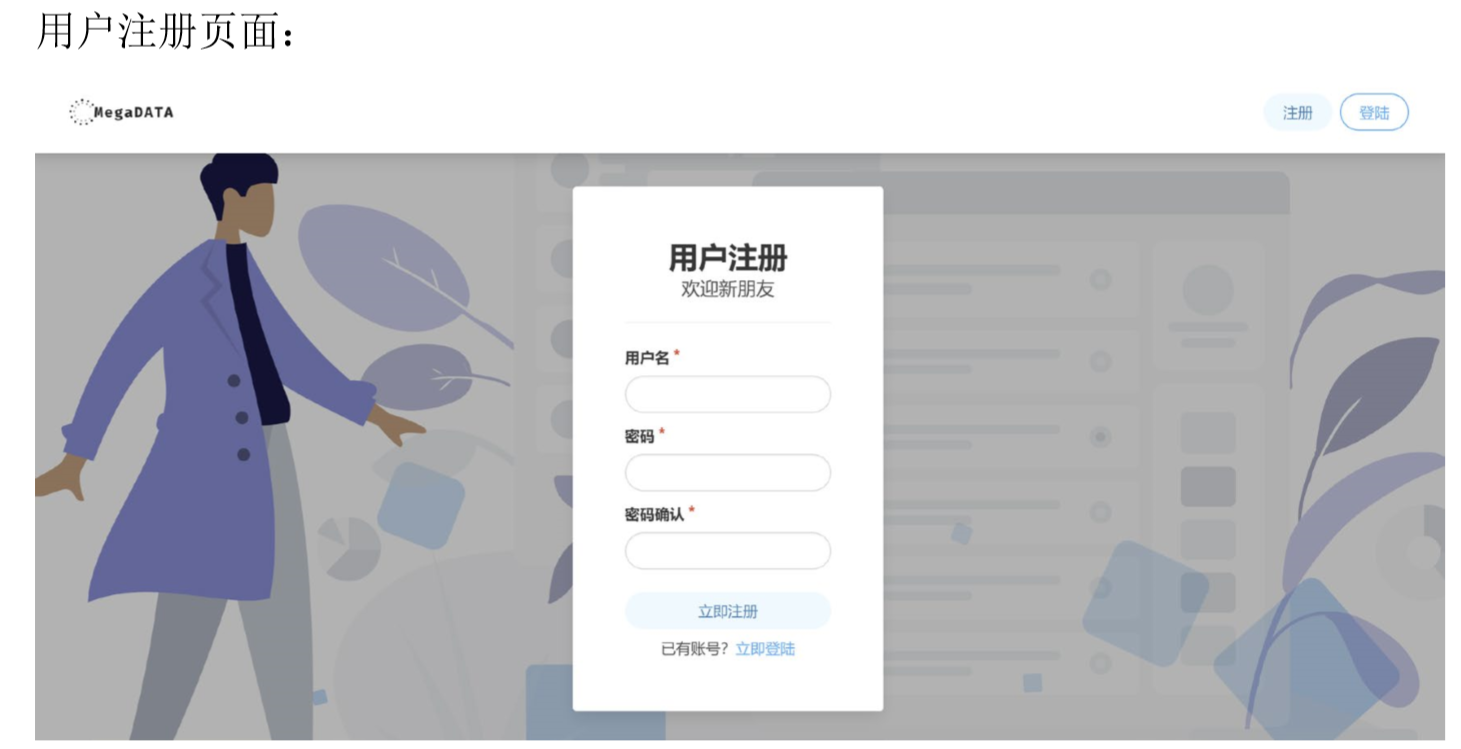 用户注册页面：
MegaDATA
注册
登陆
用户注册
欢迎新朋友
用户名 *
密码 *
密码确认 *
立即注册
已有账号？立即登陆